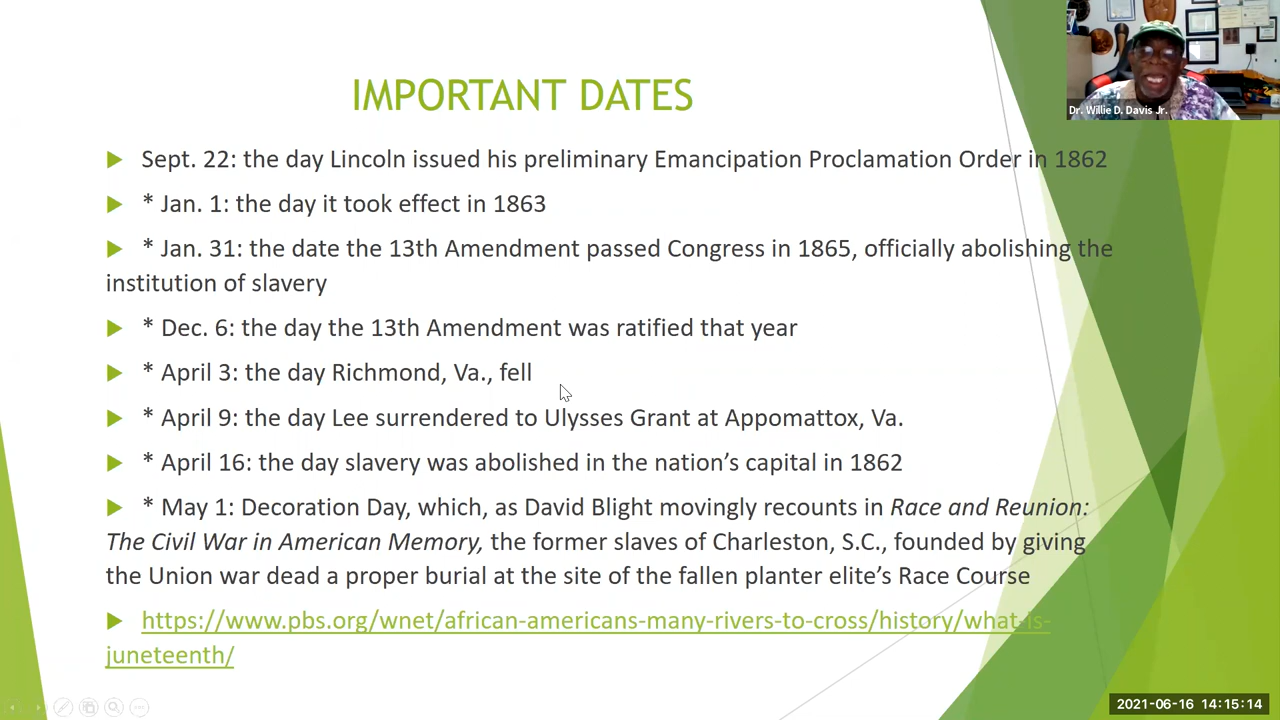 IMPORTANT DATES
Dr. Willie D. Davis Jr.
Sept. 22: the day Lincoln issued his preliminary Emancipation Proclamation Order in 1862
* Jan. 1: the day it took effect in 1863
* Jan. 31: the date the 13th Amendment passed Congress in 1865, officially abolishing the
institution of slavery
* Dec. 6: the day the 13th Amendment was ratified that year
* April 3: the day Richmond, Va., fell
* April 9: the day Lee surrendered to Ulysses Grant at Appomattox, Va.
* April 16: the day slavery was abolished in the nation’s capital in 1862
* May 1: Decoration Day, which, as David Blight movingly recounts in Race and Reunion:
The Civil War in American Memory, the former slaves of Charleston, S.C., founded by giving
the Union war dead a proper burial at the site of the fallen planter elite’s Race Course
https://www.pbs.org/wnet/african-americans-many-rivers-to-cross/history/what-is-
juneteenth/
2021-06-16 14:15:14